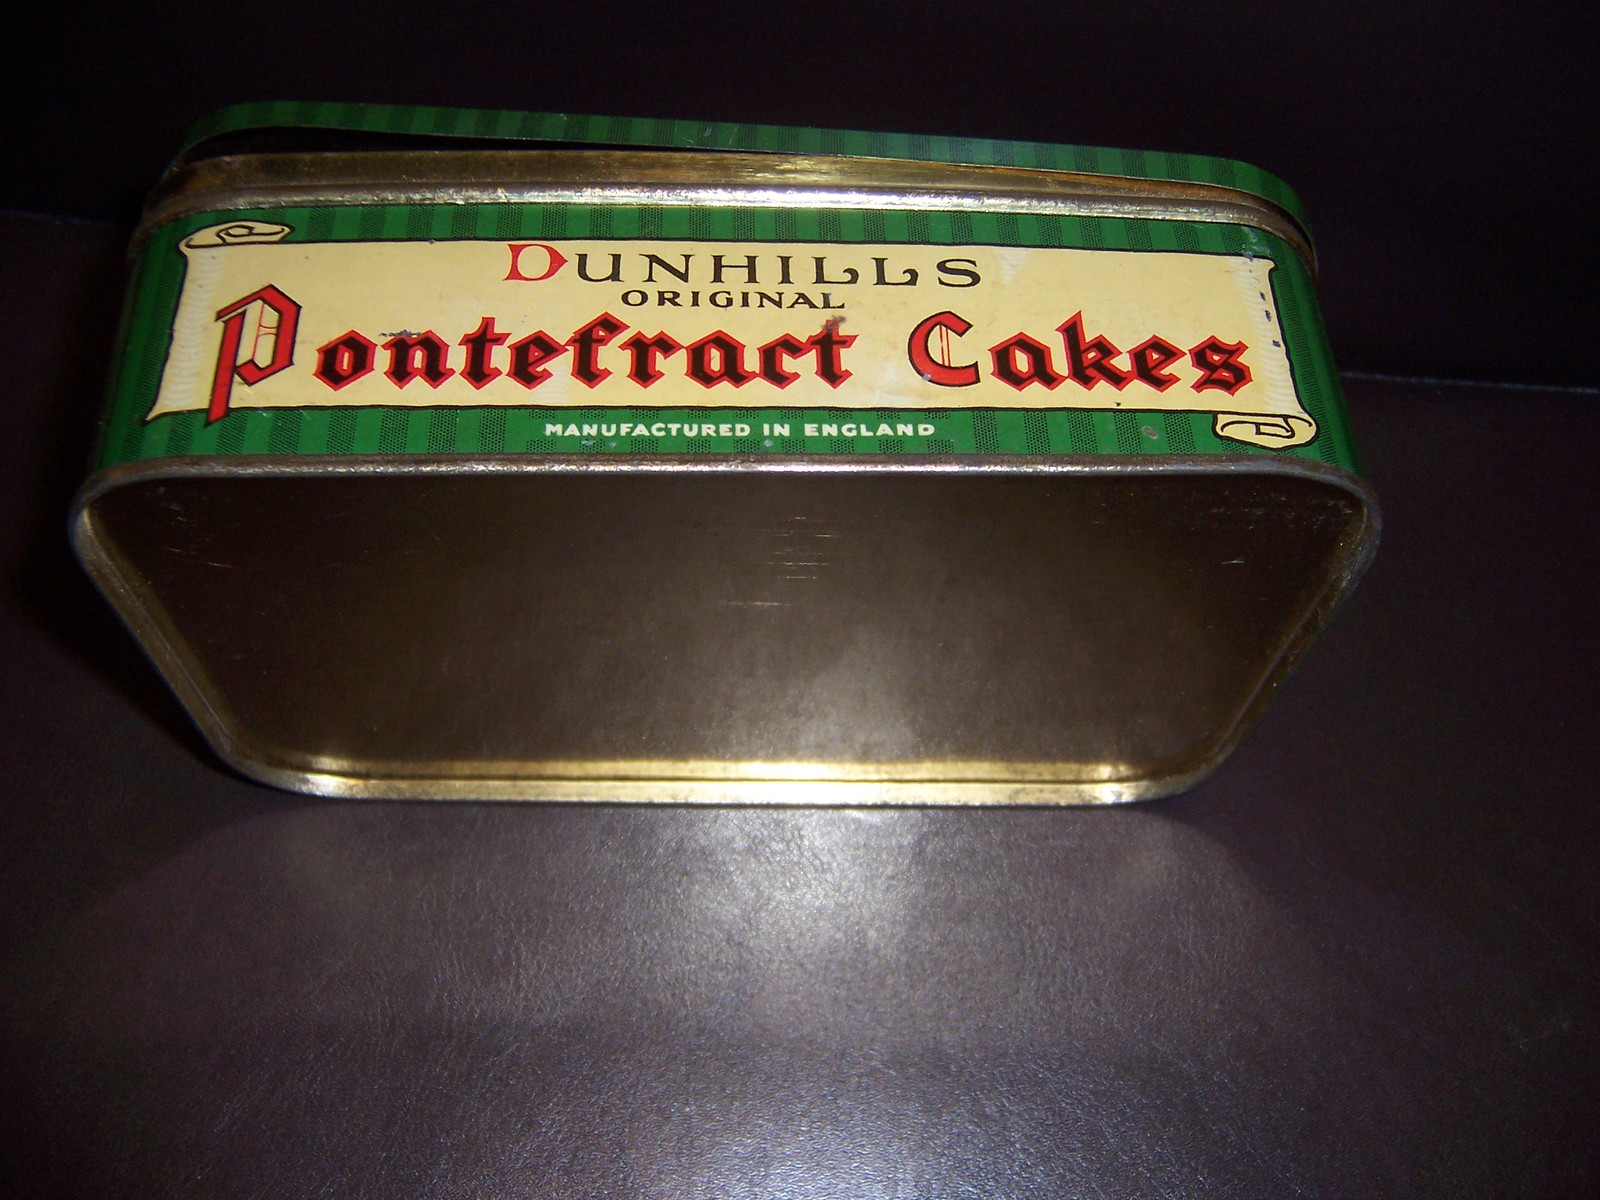 DUNHILLS
ORIGINAL
Pontefract Cakes
MANUFACTURED IN ENGLAND